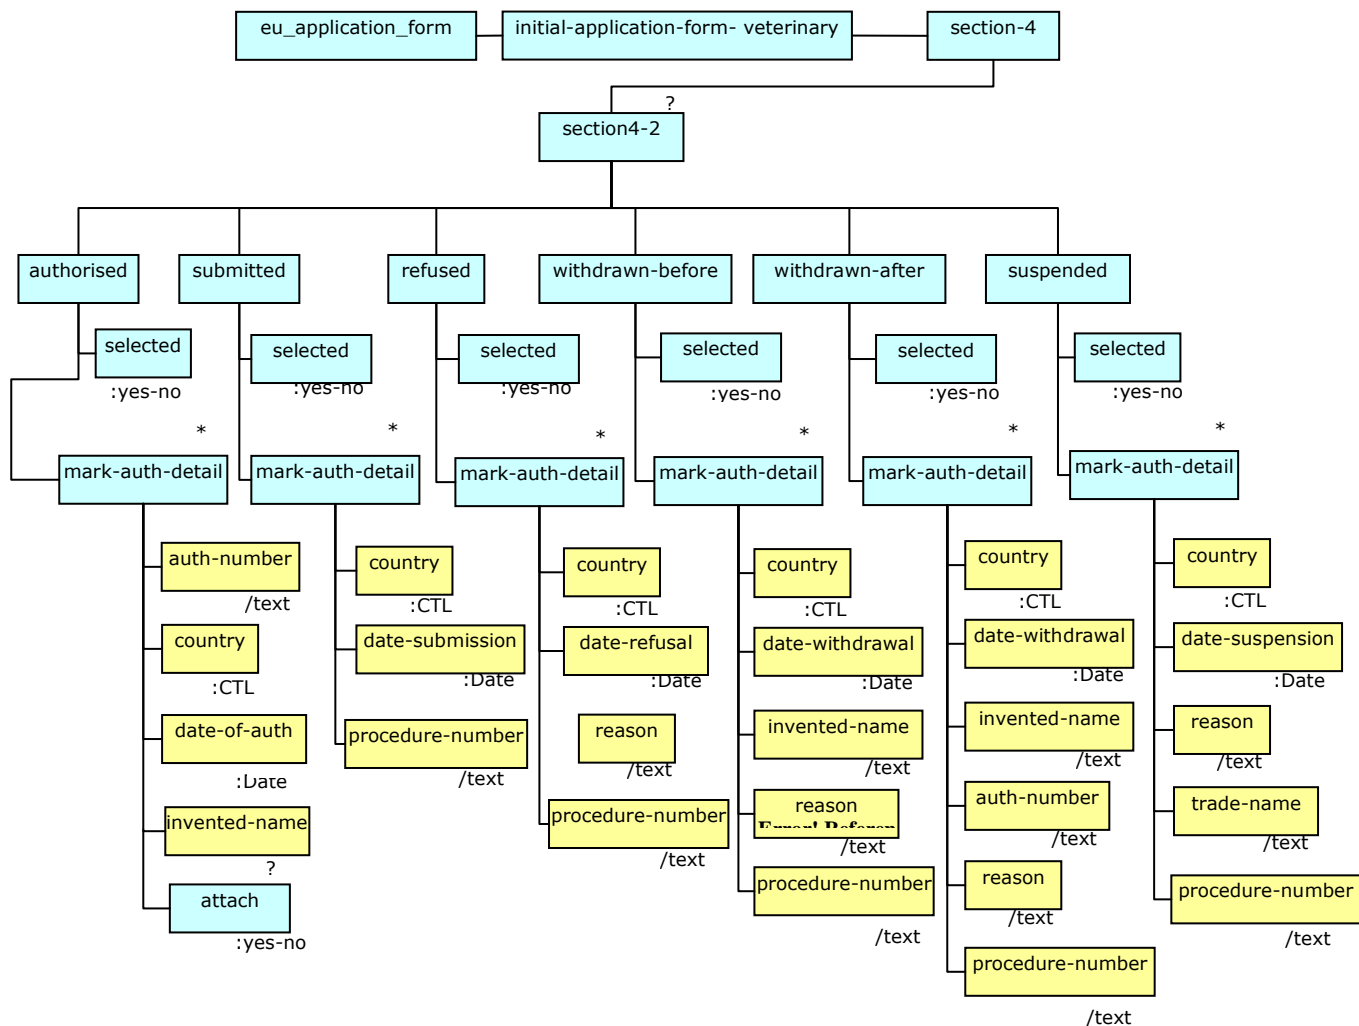 eu_application_form
initial-application-form- veterinary
section-4
?
section4-2
authorised
submitted
refused
withdrawn-before
withdrawn-after
suspended
selected
:yes-no
selected
:yes-no
selected
:yes-no
selected
:yes-no
selected
:yes-no
selected
:yes-no
*
mark-auth-detail
*
mark-auth-detail
*
mark-auth-detail
*
mark-auth-detail
*
mark-auth-detail
*
mark-auth-detail
auth-number
/text
country
:CTL
date-of-auth
:Date
invented-name
?
attach
:yes-no
country
:CTL
date-submission
:Date
procedure-number
/text
country
:CTL
date-refusal
:Date
reason
/text
procedure-number
/text
country
:CTL
date-withdrawal
:Date
invented-name
/text
reason
Error! Referen
/text
procedure-number
/text
country
:CTL
date-withdrawal
:Date
invented-name
/text
auth-number
/text
reason
/text
procedure-number
/text
country
:CTL
date-suspension
:Date
reason
/text
trade-name
/text
procedure-number
/text